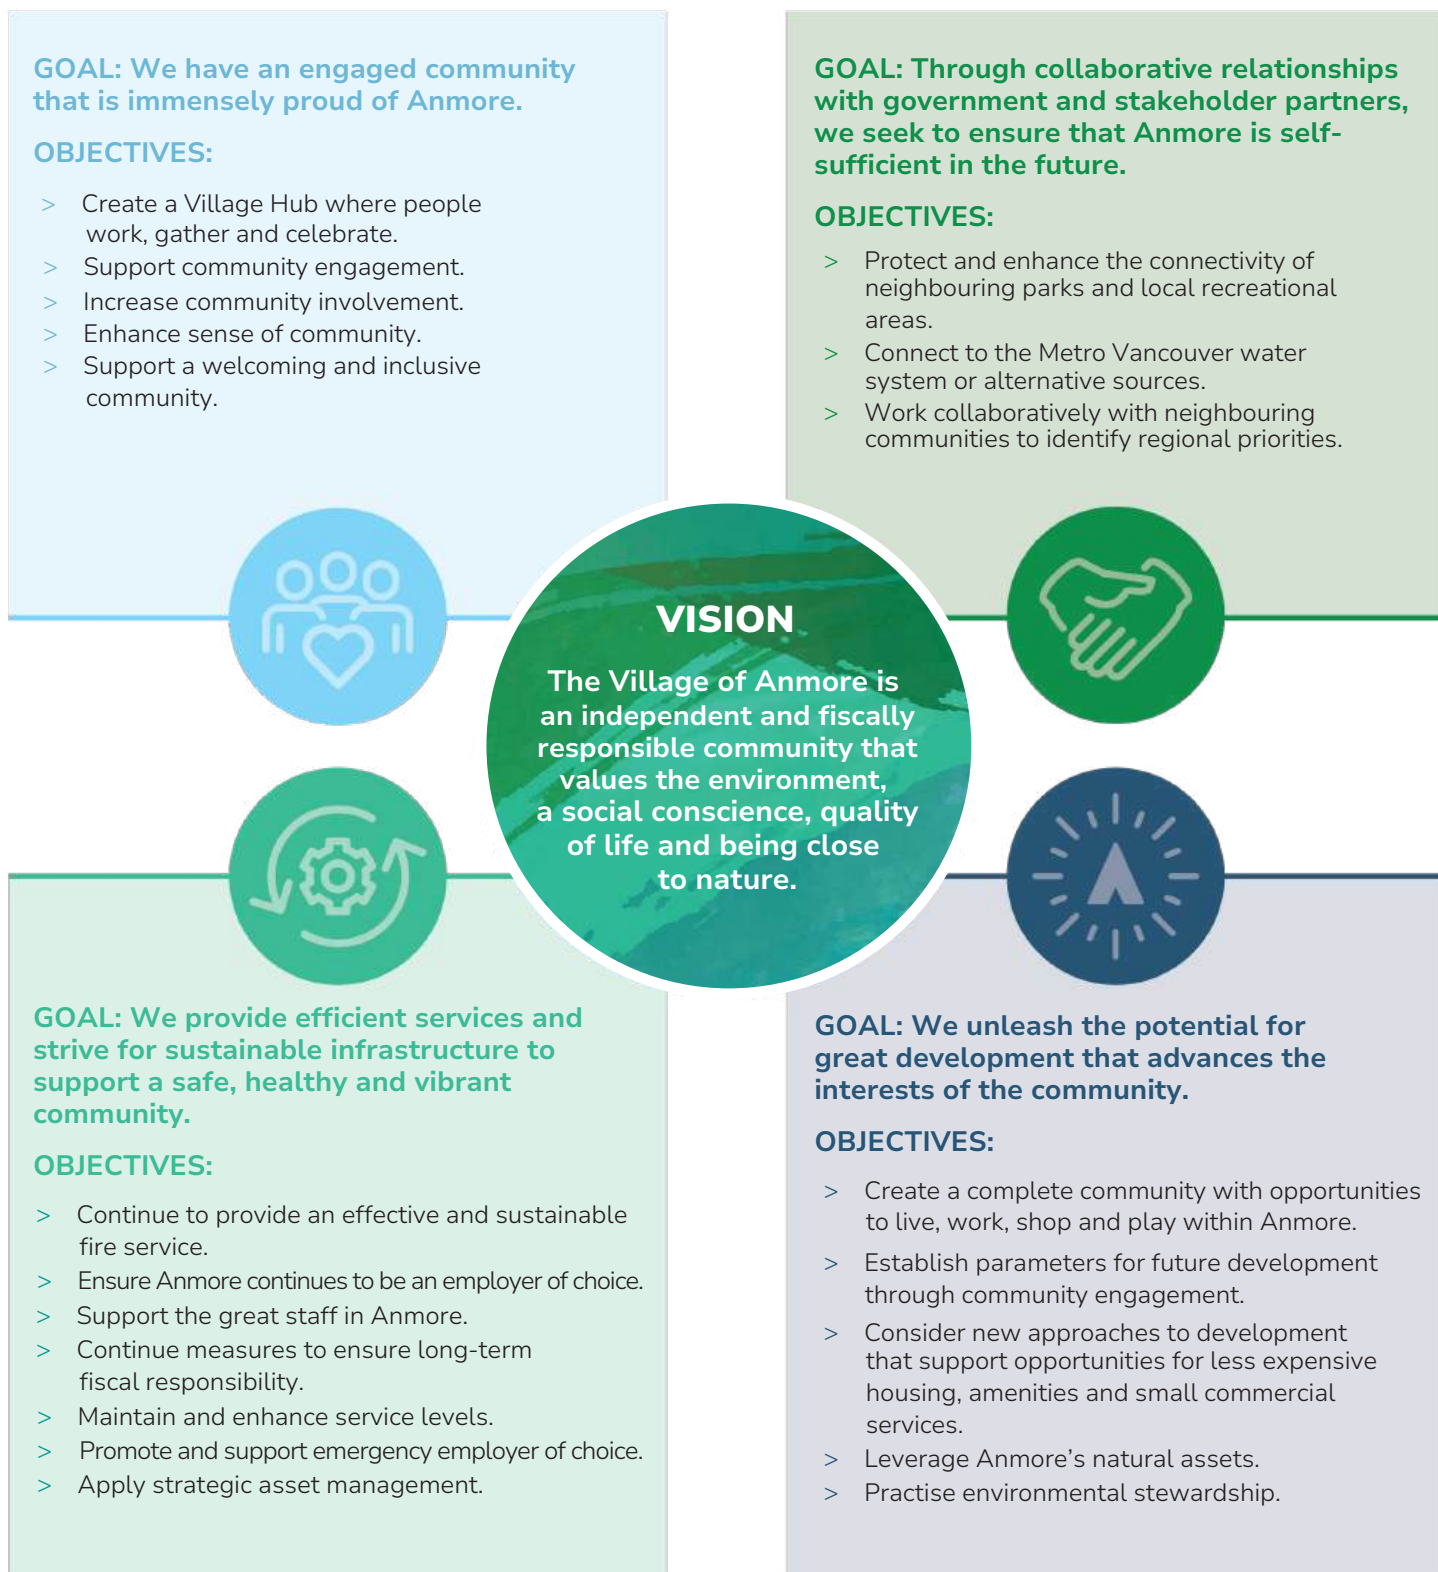 GOAL: We have an engaged community
that is immensely proud of Anmore.
OBJECTIVES:
> Create a Village Hub where people
work, gather and celebrate.
> Support community engagement.
> Increase community involvement.
> Enhance sense of community.
> Support a welcoming and inclusive
community.
GOAL: Through collaborative relationships
with government and stakeholder partners,
we seek to ensure that Anmore is self-
sufficient in the future.
OBJECTIVES:
> Protect and enhance the connectivity of
neighbouring parks and local recreational
areas.
> Connect to the Metro Vancouver water
system or alternative sources.
> Work collaboratively with neighbouring
communities to identify regional priorities.
VISION
The Village of Anmore is
an independent and fiscally
responsible community that
values the environment,
a social conscience, quality
of life and being close
to nature.
GOAL: We provide efficient services and
strive for sustainable infrastructure to
support a safe, healthy and vibrant
community.
OBJECTIVES:
> Continue to provide an effective and sustainable
fire service.
> Ensure Anmore continues to be an employer of choice.
> Support the great staff in Anmore.
> Continue measures to ensure long-term
fiscal responsibility.
> Maintain and enhance service levels.
> Promote and support emergency employer of choice.
> Apply strategic asset management.
GOAL: We unleash the potential for
great development that advances the
interests of the community.
OBJECTIVES:
> Create a complete community with opportunities
to live, work, shop and play within Anmore.
> Establish parameters for future development
through community engagement.
> Consider new approaches to development
that support opportunities for less expensive
housing, amenities and small commercial
services.
> Leverage Anmore’s natural assets.
> Practise environmental stewardship.